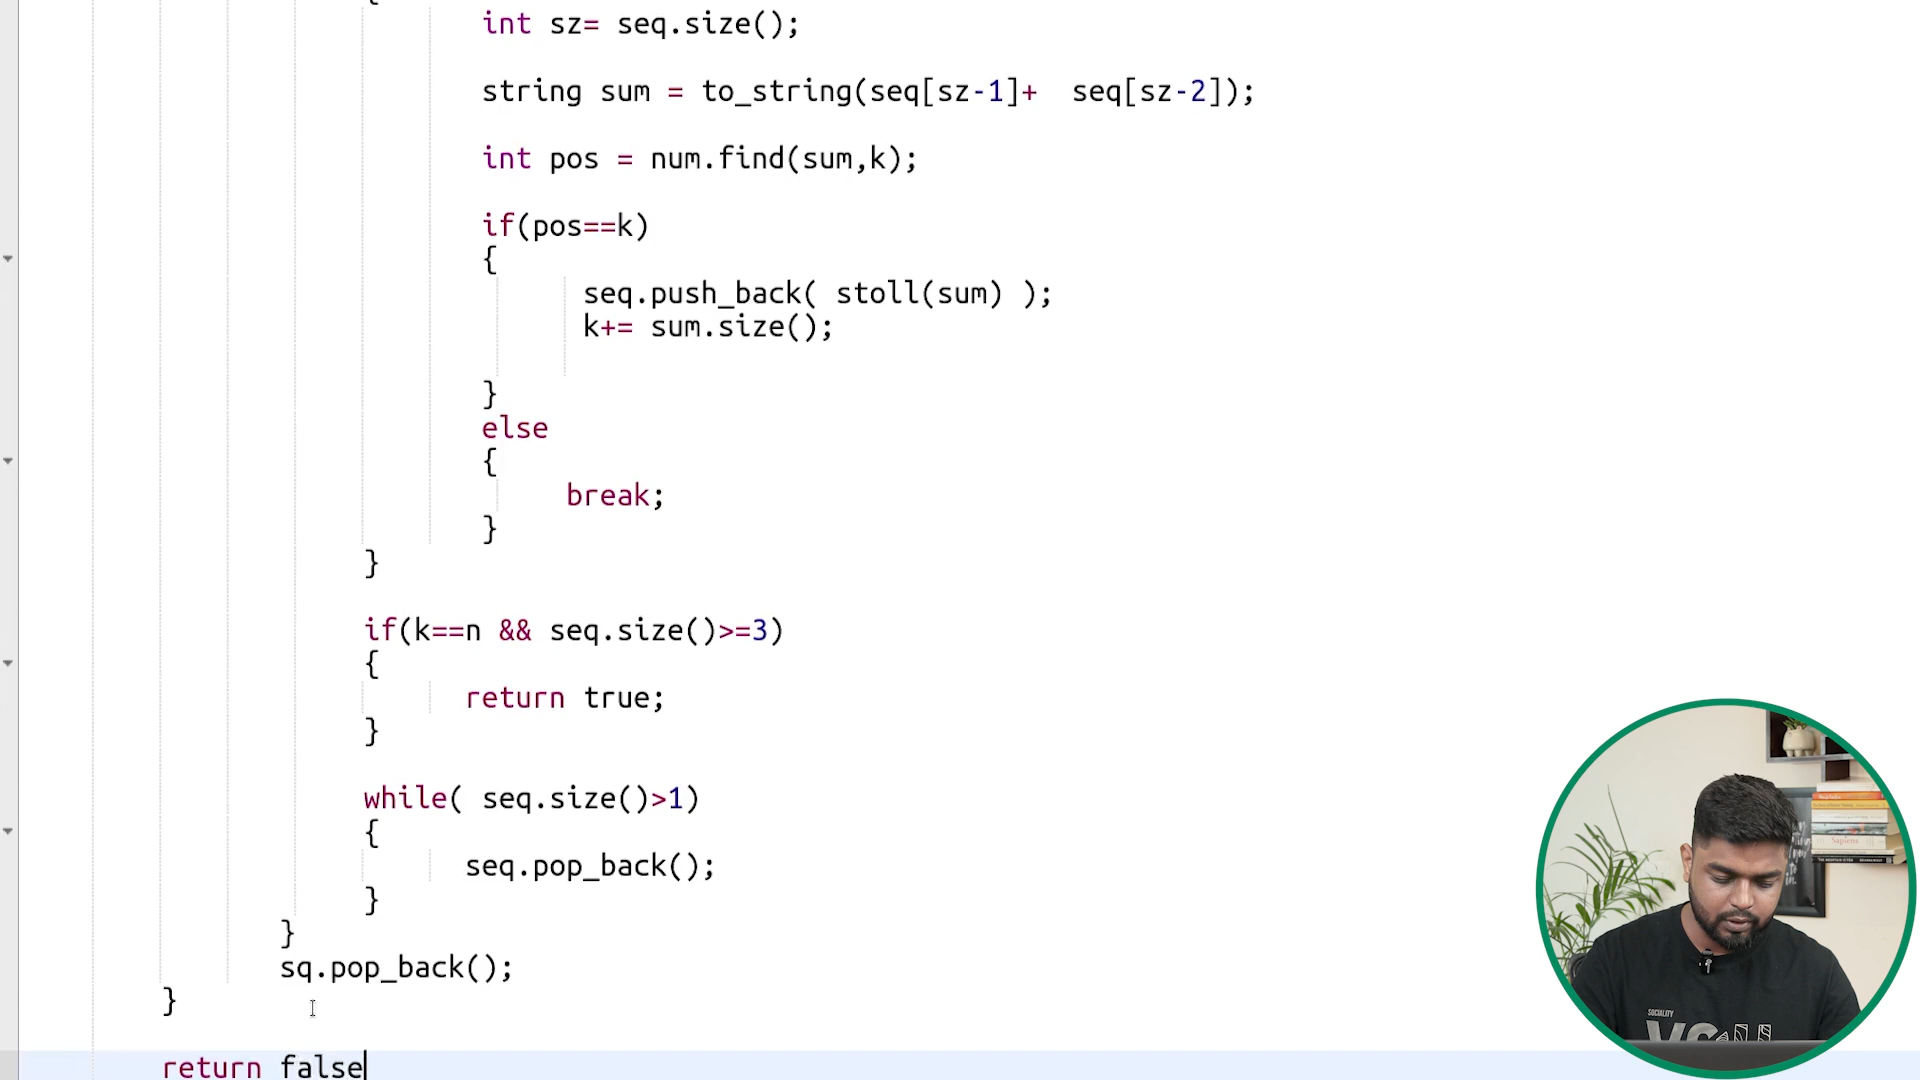 {
int sz= seq.size();
string sum = to_string(seq[sz-1]+  seq[sz-2]);
int pos = num.find(sum,k);
if(pos==k)
{
seq.push_back( stoll(sum) );
k+= sum.size();
}
else
{
break;
}
}
if(k==n && seq.size()>=3)
{
return true;
}
while( seq.size()>1)
{
seq.pop_back();
}
}
sq.pop_back();
}
return false
Sapiens
SOCIALITY